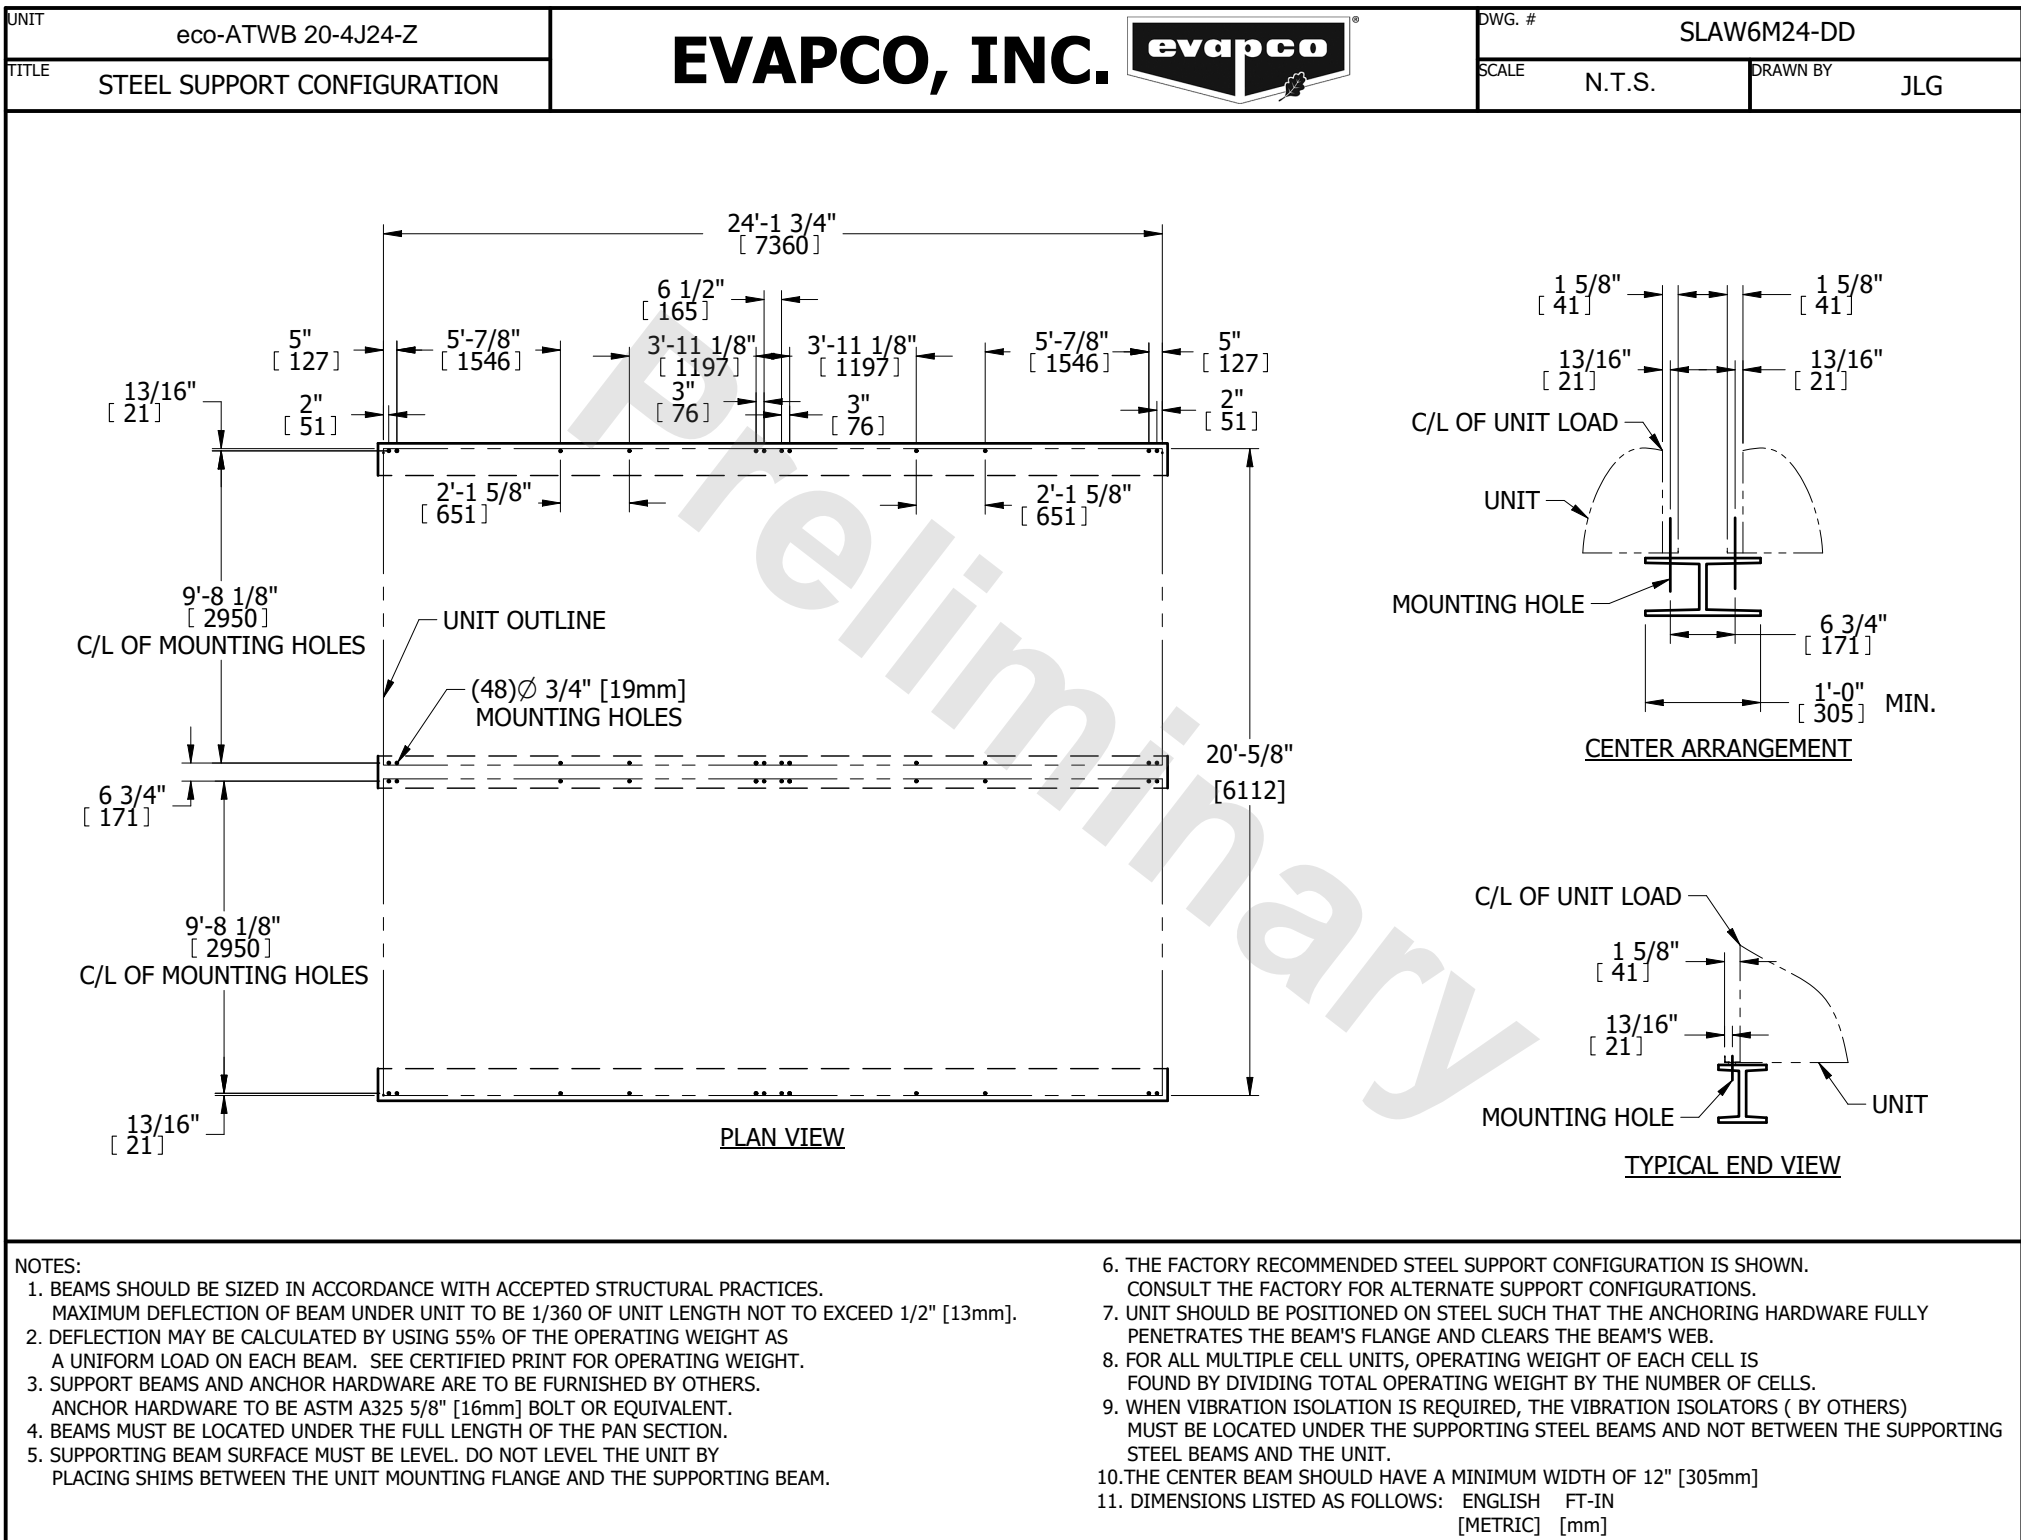 UNIT
eco-ATWB 20-4J24-Z
TITLE
STEEL SUPPORT CONFIGURATION
EVAPCO, INC.
evapco
®
DWG. #
SLAW6M24-DD
SCALE
N.T.S.
DRAWN BY
JLG
24'-1 3/4"
[ 7360]
6 1/2"
[ 165]
5"
[ 127]
5'-7/8"
[ 1546]
3'-11 1/8"
[ 1197]
3'-11 1/8"
[ 1197]
5'-7/8"
[ 1546]
5"
[ 127]
13/16"
[ 21]
2"
[ 51]
3"
[ 76]
3"
[ 76]
2"
[ 51]
2'-1 5/8"
[ 651]
2'-1 5/8"
[ 651]
9'-8 1/8"
[ 2950]
C/L OF MOUNTING HOLES
UNIT OUTLINE
(48)Ø 3/4" [19mm]
MOUNTING HOLES
6 3/4"
[ 171]
20'-5/8"
[6112]
9'-8 1/8"
[ 2950]
C/L OF MOUNTING HOLES
13/16"
[ 21]
PLAN VIEW
Preliminary
1 5/8"
[ 41]
1 5/8"
[ 41]
13/16"
[ 21]
13/16"
[ 21]
C/L OF UNIT LOAD
UNIT
MOUNTING HOLE
6 3/4"
[ 171]
1'-0"
[ 305]
MIN.
CENTER ARRANGEMENT
C/L OF UNIT LOAD
1 5/8"
[ 41]
13/16"
[ 21]
MOUNTING HOLE
UNIT
TYPICAL END VIEW
NOTES:
1. BEAMS SHOULD BE SIZED IN ACCORDANCE WITH ACCEPTED STRUCTURAL PRACTICES.
MAXIMUM DEFLECTION OF BEAM UNDER UNIT TO BE 1/360 OF UNIT LENGTH NOT TO EXCEED 1/2" [13mm].
2. DEFLECTION MAY BE CALCULATED BY USING 55% OF THE OPERATING WEIGHT AS
A UNIFORM LOAD ON EACH BEAM. SEE CERTIFIED PRINT FOR OPERATING WEIGHT.
3. SUPPORT BEAMS AND ANCHOR HARDWARE ARE TO BE FURNISHED BY OTHERS.
ANCHOR HARDWARE TO BE ASTM A325 5/8" [16mm] BOLT OR EQUIVALENT.
4. BEAMS MUST BE LOCATED UNDER THE FULL LENGTH OF THE PAN SECTION.
5. SUPPORTING BEAM SURFACE MUST BE LEVEL. DO NOT LEVEL THE UNIT BY
PLACING SHIMS BETWEEN THE UNIT MOUNTING FLANGE AND THE SUPPORTING BEAM.
6. THE FACTORY RECOMMENDED STEEL SUPPORT CONFIGURATION IS SHOWN.
CONSULT THE FACTORY FOR ALTERNATE SUPPORT CONFIGURATIONS.
7. UNIT SHOULD BE POSITIONED ON STEEL SUCH THAT THE ANCHORING HARDWARE FULLY
PENETRATES THE BEAM'S FLANGE AND CLEARS THE BEAM'S WEB.
8. FOR ALL MULTIPLE CELL UNITS, OPERATING WEIGHT OF EACH CELL IS
FOUND BY DIVIDING TOTAL OPERATING WEIGHT BY THE NUMBER OF CELLS.
9. WHEN VIBRATION ISOLATION IS REQUIRED, THE VIBRATION ISOLATORS ( BY OTHERS)
MUST BE LOCATED UNDER THE SUPPORTING STEEL BEAMS AND NOT BETWEEN THE SUPPORTING
STEEL BEAMS AND THE UNIT.
10.THE CENTER BEAM SHOULD HAVE A MINIMUM WIDTH OF 12" [305mm]
11. DIMENSIONS LISTED AS FOLLOWS: ENGLISH FT-IN
[METRIC] [mm]